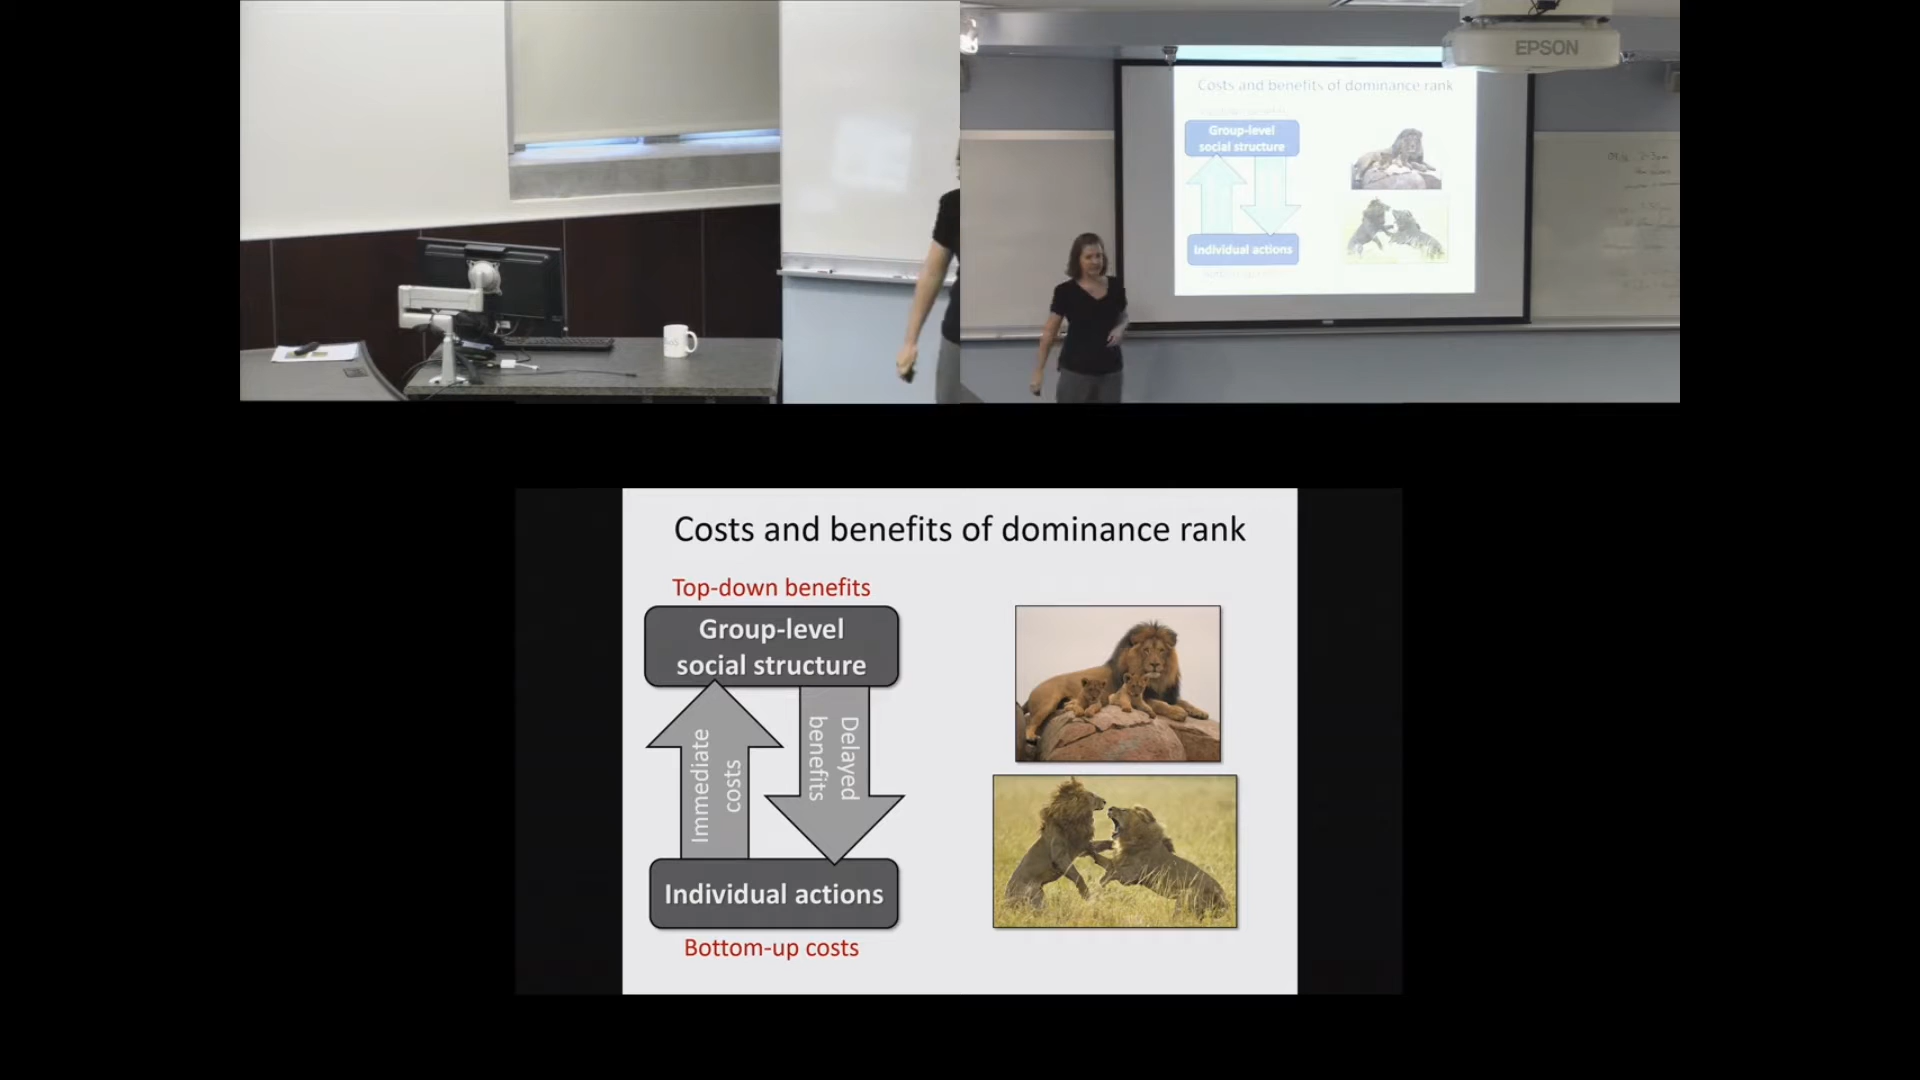 EPSON
Costs and benefits of dominance rank
Group-level
social structure
Individual actions
Costs and benefits of dominance rank
Top-down benefits
Group-level
social structure
Immediate
costs
Delayed
benefits
Individual actions
Bottom-up costs